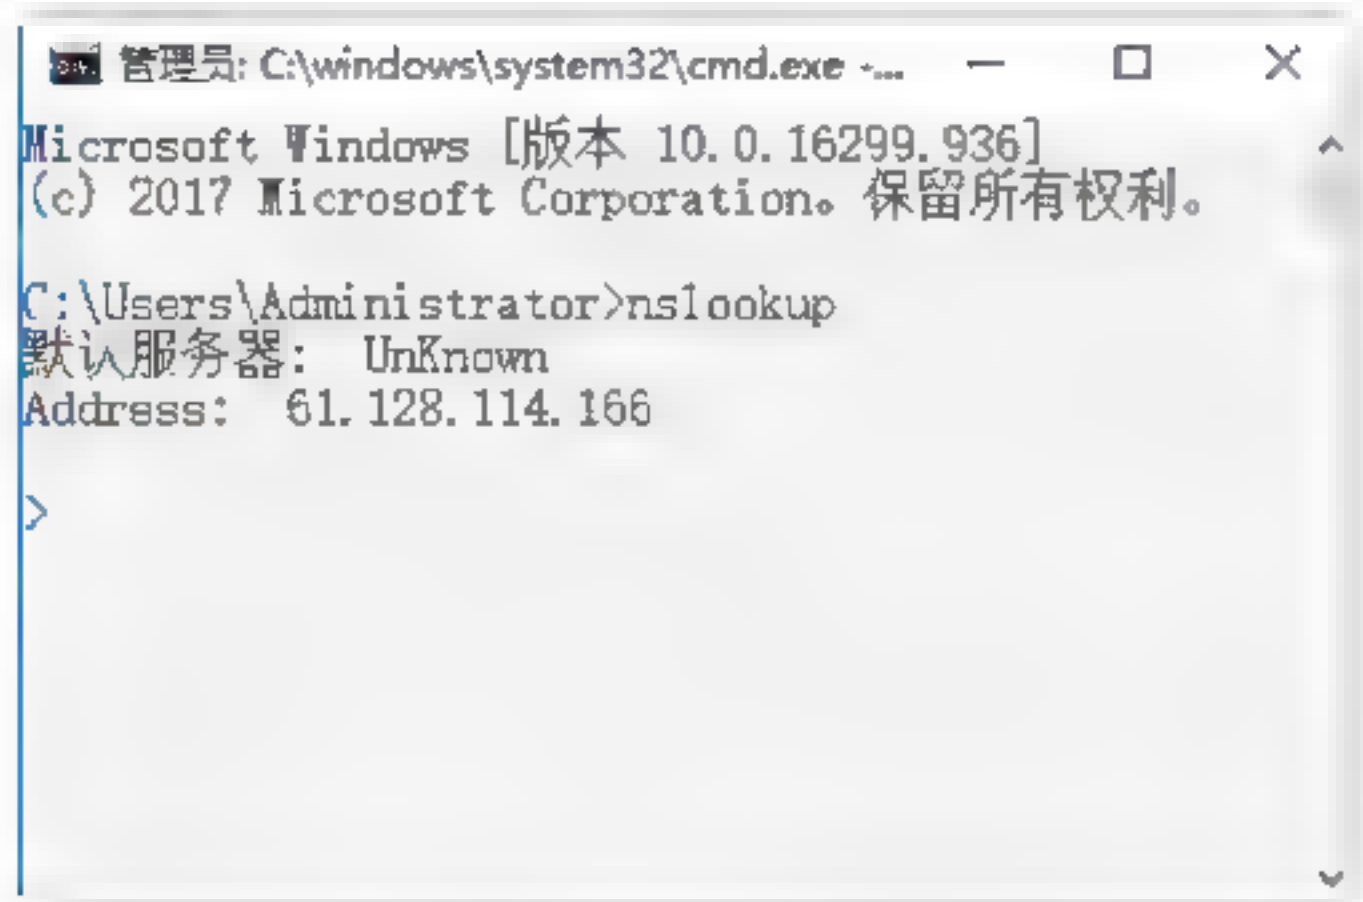 管理员: C:\windows\system32\cmd.exe -...
Microsoft Windows [版本 10.0.16299.936]
(c) 2017 Microsoft Corporation。保留所有权利。
C:\Users\Administrator>nslookup
默认服务器:  UnKnown
Address:  61.128.114.166
>